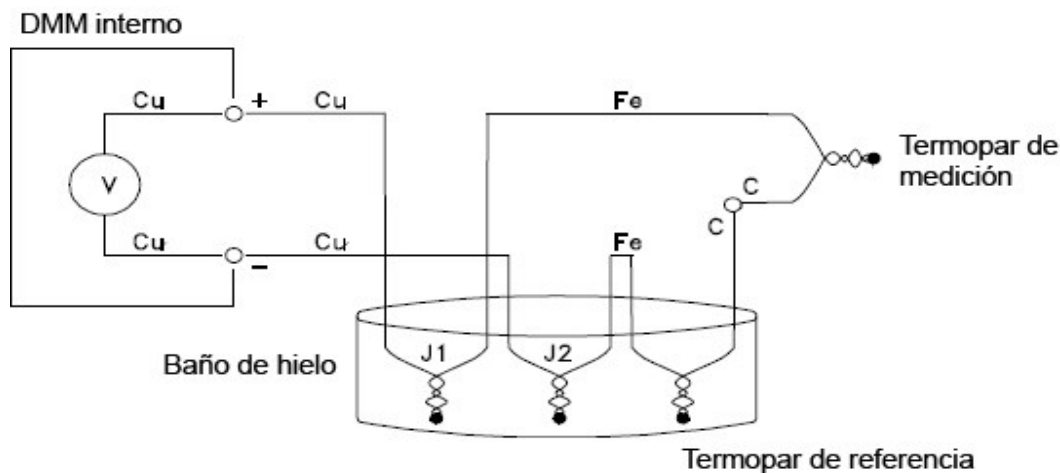 DMM interno
Cu + Cu Fe
Termopar de
medición
V
C
C
Cu − Cu Fe
J1 J2
Baño de hielo
Termopar de referencia